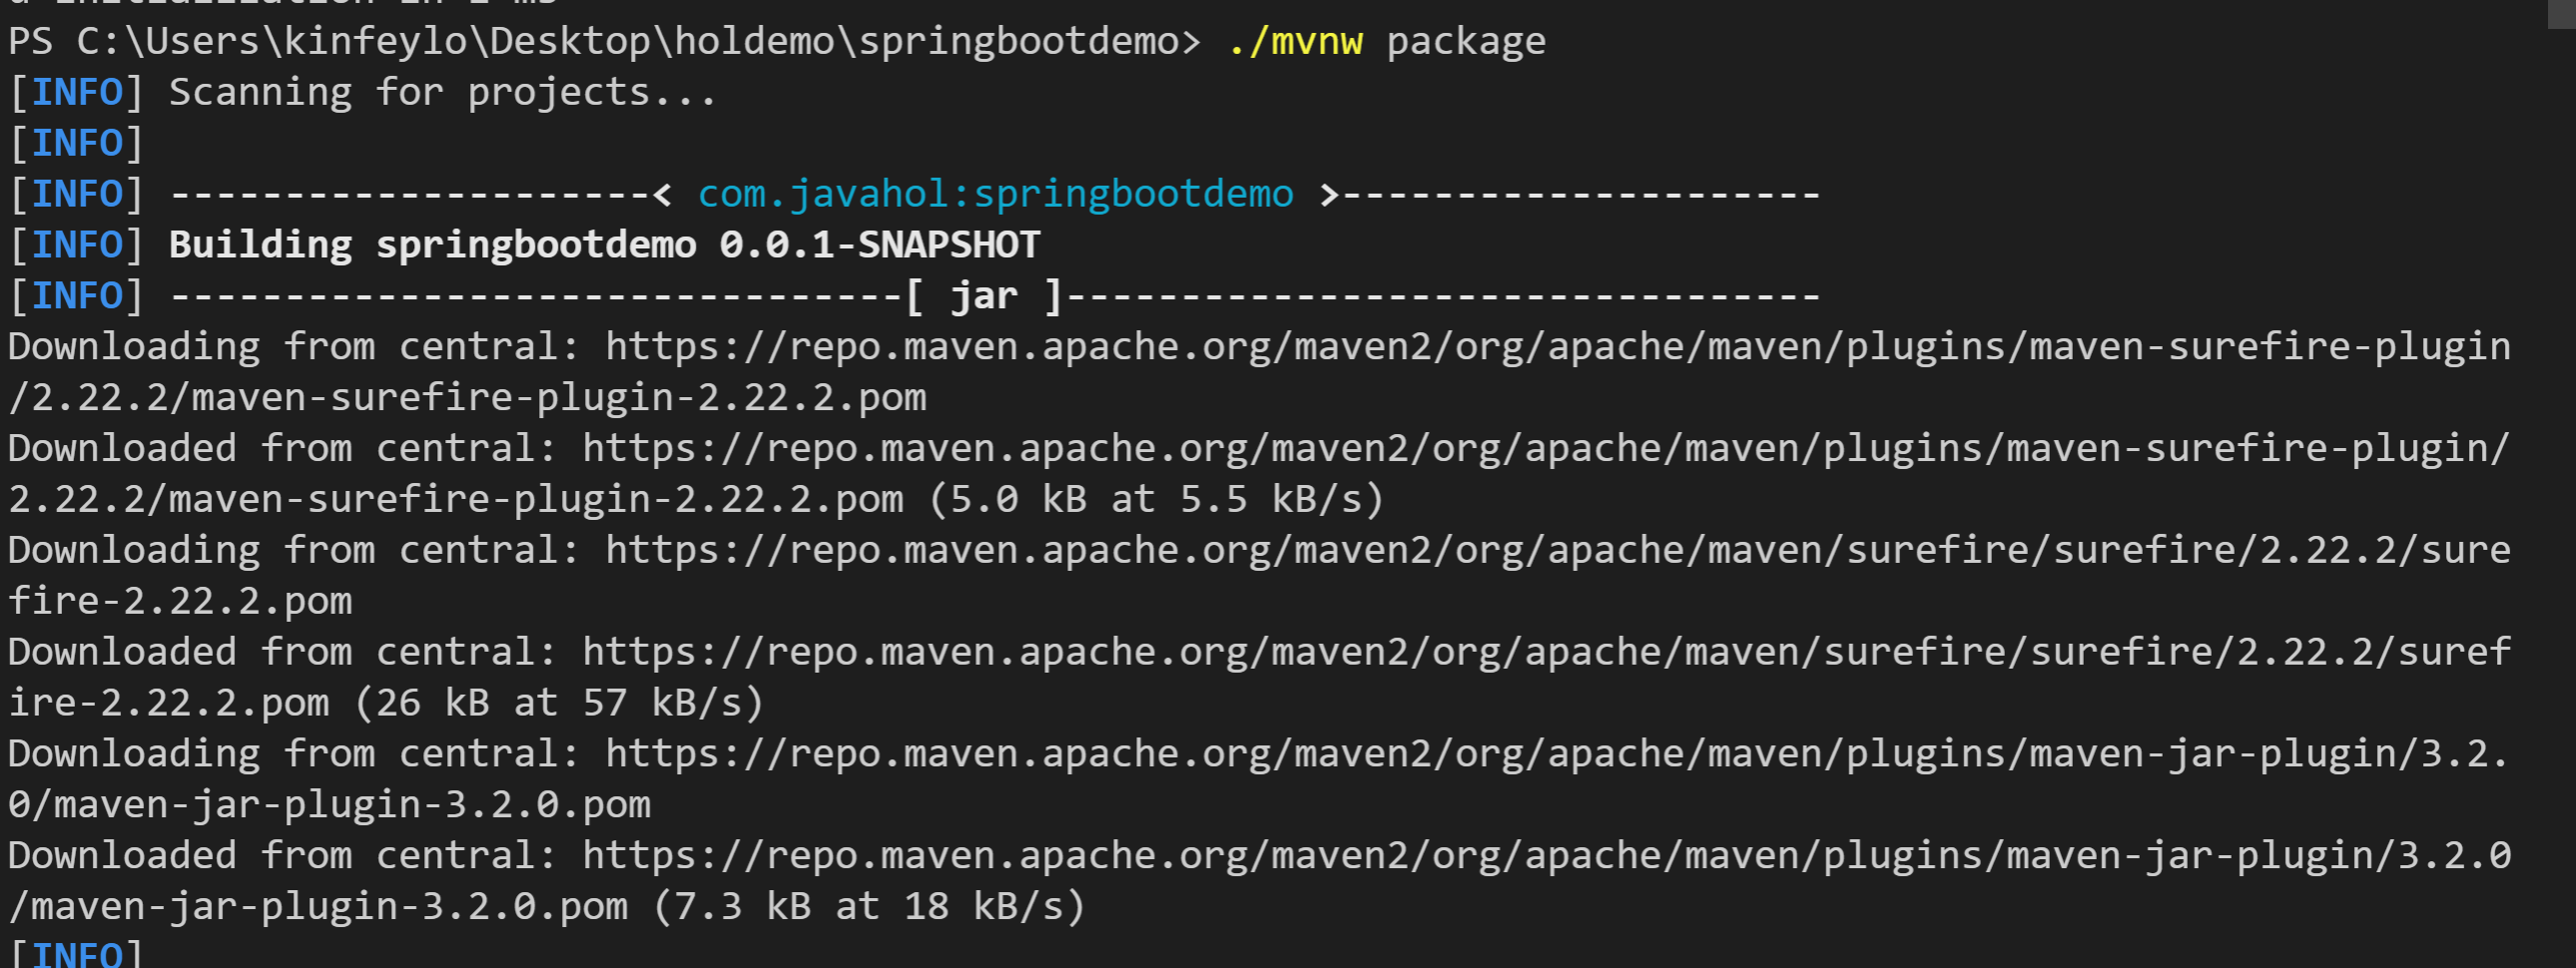 PS C:\Users\kinfeylo\Desktop\holdemo\springbootdemo> ./mvnw package
[INFO] Scanning for projects...
[INFO]
[INFO] ---------------------< com.javahol:springbootdemo >---------------------
[INFO] Building springbootdemo 0.0.1-SNAPSHOT
[INFO] --------------------------------[ jar ]---------------------------------
Downloading from central: https://repo.maven.apache.org/maven2/org/apache/maven/plugins/maven-surefire-plugin
/2.22.2/maven-surefire-plugin-2.22.2.pom
Downloaded from central: https://repo.maven.apache.org/maven2/org/apache/maven/plugins/maven-surefire-plugin/
2.22.2/maven-surefire-plugin-2.22.2.pom (5.0 kB at 5.5 kB/s)
Downloading from central: https://repo.maven.apache.org/maven2/org/apache/maven/surefire/surefire/2.22.2/sure
fire-2.22.2.pom
Downloaded from central: https://repo.maven.apache.org/maven2/org/apache/maven/surefire/surefire/2.22.2/suref
ire-2.22.2.pom (26 kB at 57 kB/s)
Downloading from central: https://repo.maven.apache.org/maven2/org/apache/maven/plugins/maven-jar-plugin/3.2.
0/maven-jar-plugin-3.2.0.pom
Downloaded from central: https://repo.maven.apache.org/maven2/org/apache/maven/plugins/maven-jar-plugin/3.2.0
/maven-jar-plugin-3.2.0.pom (7.3 kB at 18 kB/s)
[INFO]